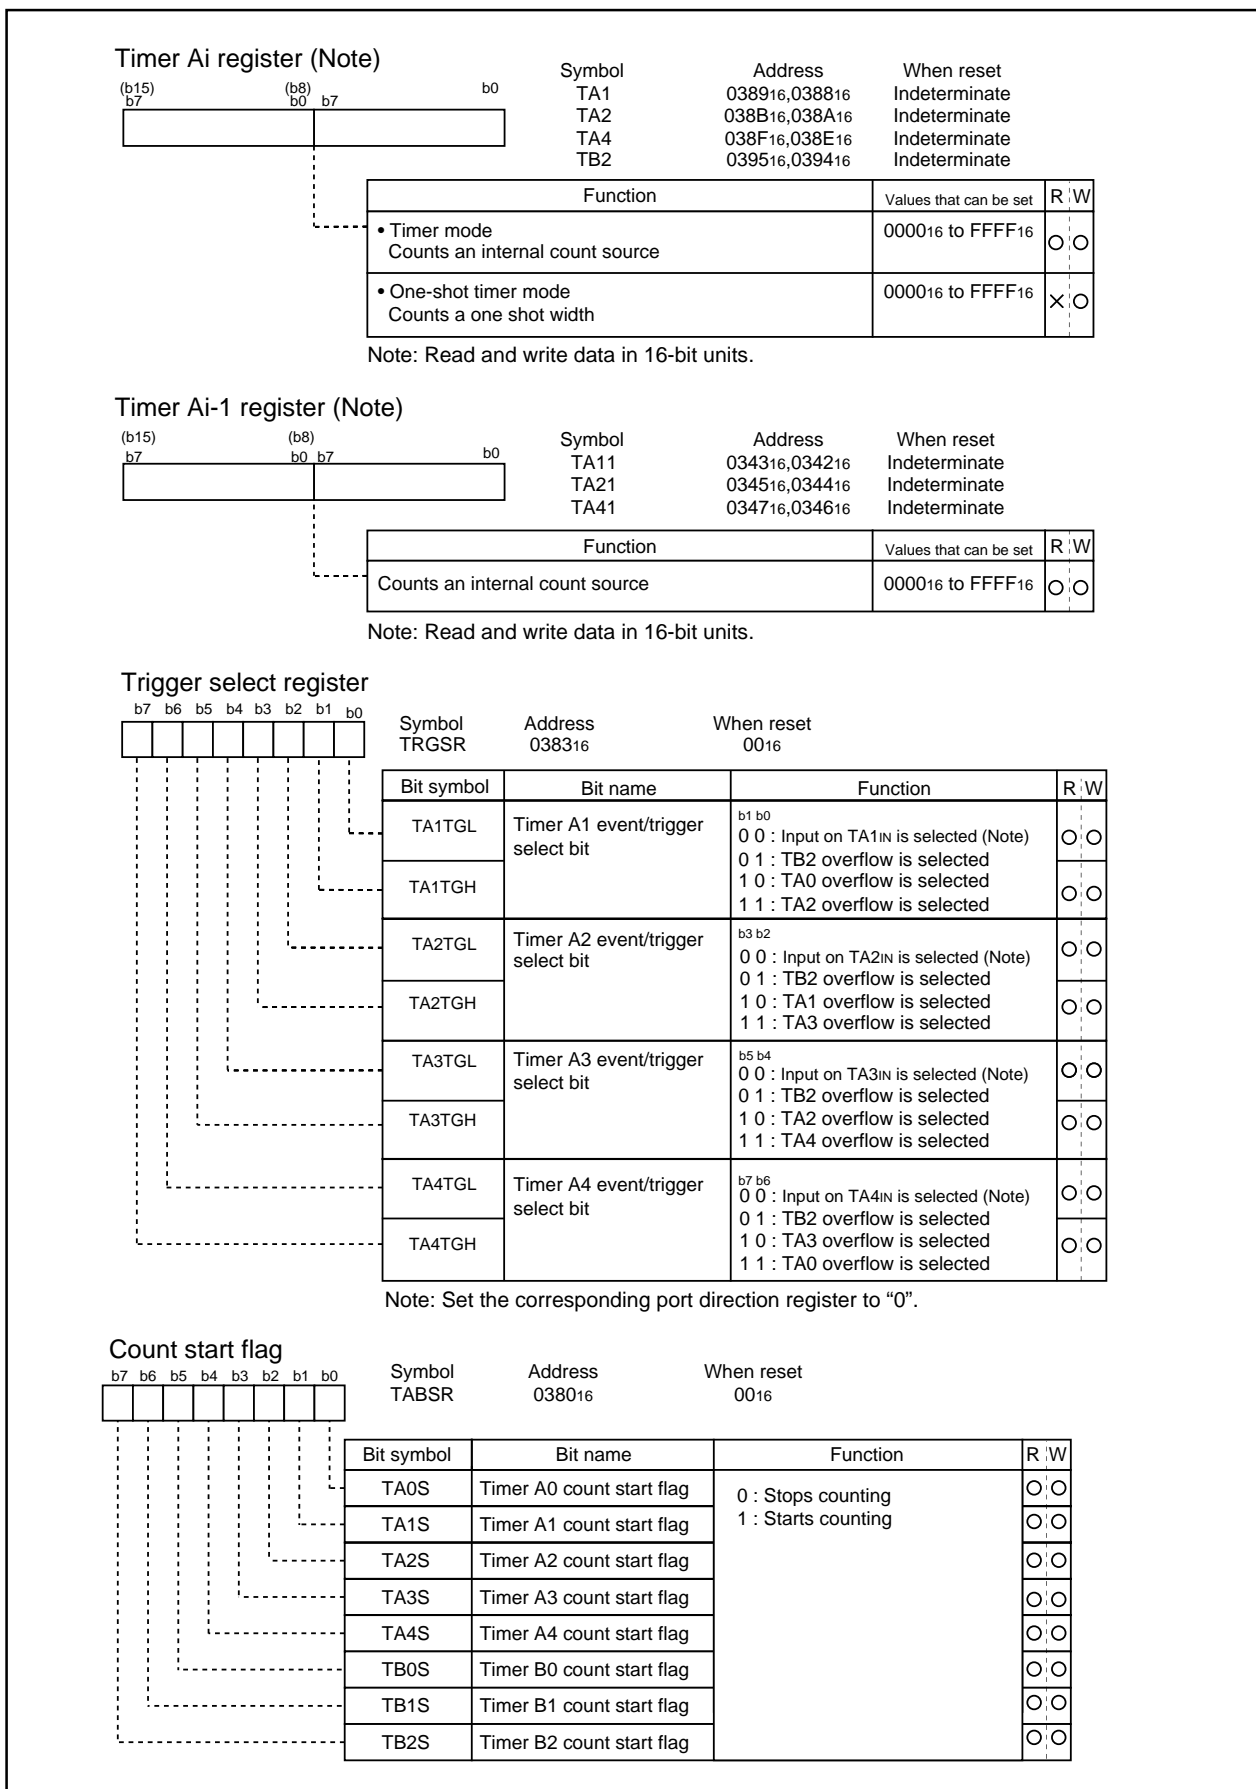 Timer Ai register (Note)
Symbol Address When reset
(b15) (b8)
b7 b0 b7 b0
TA1 038916,038816 Indeterminate
TA2 038B16,038A16 Indeterminate
TA4 038F16,038E16 Indeterminate
TB2 039516,039416 Indeterminate
Function Values that can be set R W
• Timer mode 000016 to FFFF16
Counts an internal count source
• One-shot timer mode 000016 to FFFF16
Counts a one shot width
Note: Read and write data in 16-bit units.
Timer Ai-1 register (Note)
(b15) (b8)
b7 b0 b7 b0
Symbol Address When reset
TA11 034316,034216 Indeterminate
TA21 034516,034416 Indeterminate
TA41 034716,034616 Indeterminate
Function Values that can be set R W
Counts an internal count source 000016 to FFFF16
Note: Read and write data in 16-bit units.
Trigger select register
b7 b6 b5 b4 b3 b2 b1 b0
Symbol Address When reset
TRGSR 038316 0016
Bit symbol Bit name Function R W
TA1TGL Timer A1 event/trigger select bit
b1 b0
0 0 : Input on TA1IN is selected (Note)
0 1 : TB2 overflow is selected
TA1TGH 1 0 : TA0 overflow is selected
1 1 : TA2 overflow is selected
TA2TGL Timer A2 event/trigger select bit
b3 b2
0 0 : Input on TA2IN is selected (Note)
0 1 : TB2 overflow is selected
TA2TGH 1 0 : TA1 overflow is selected
1 1 : TA3 overflow is selected
TA3TGL Timer A3 event/trigger select bit
b5 b4
0 0 : Input on TA3IN is selected (Note)
0 1 : TB2 overflow is selected
TA3TGH 1 0 : TA2 overflow is selected
1 1 : TA4 overflow is selected
TA4TGL Timer A4 event/trigger select bit
b7 b6
0 0 : Input on TA4IN is selected (Note)
0 1 : TB2 overflow is selected
TA4TGH 1 0 : TA3 overflow is selected
1 1 : TA0 overflow is selected
Note: Set the corresponding port direction register to “0”.
Count start flag
b7 b6 b5 b4 b3 b2 b1 b0
Symbol Address When reset
TABSR 038016 0016
Bit symbol Bit name Function R W
TA0S Timer A0 count start flag 0 : Stops counting
TA1S Timer A1 count start flag 1 : Starts counting
TA2S Timer A2 count start flag
TA3S Timer A3 count start flag
TA4S Timer A4 count start flag
TB0S Timer B0 count start flag
TB1S Timer B1 count start flag
TB2S Timer B2 count start flag